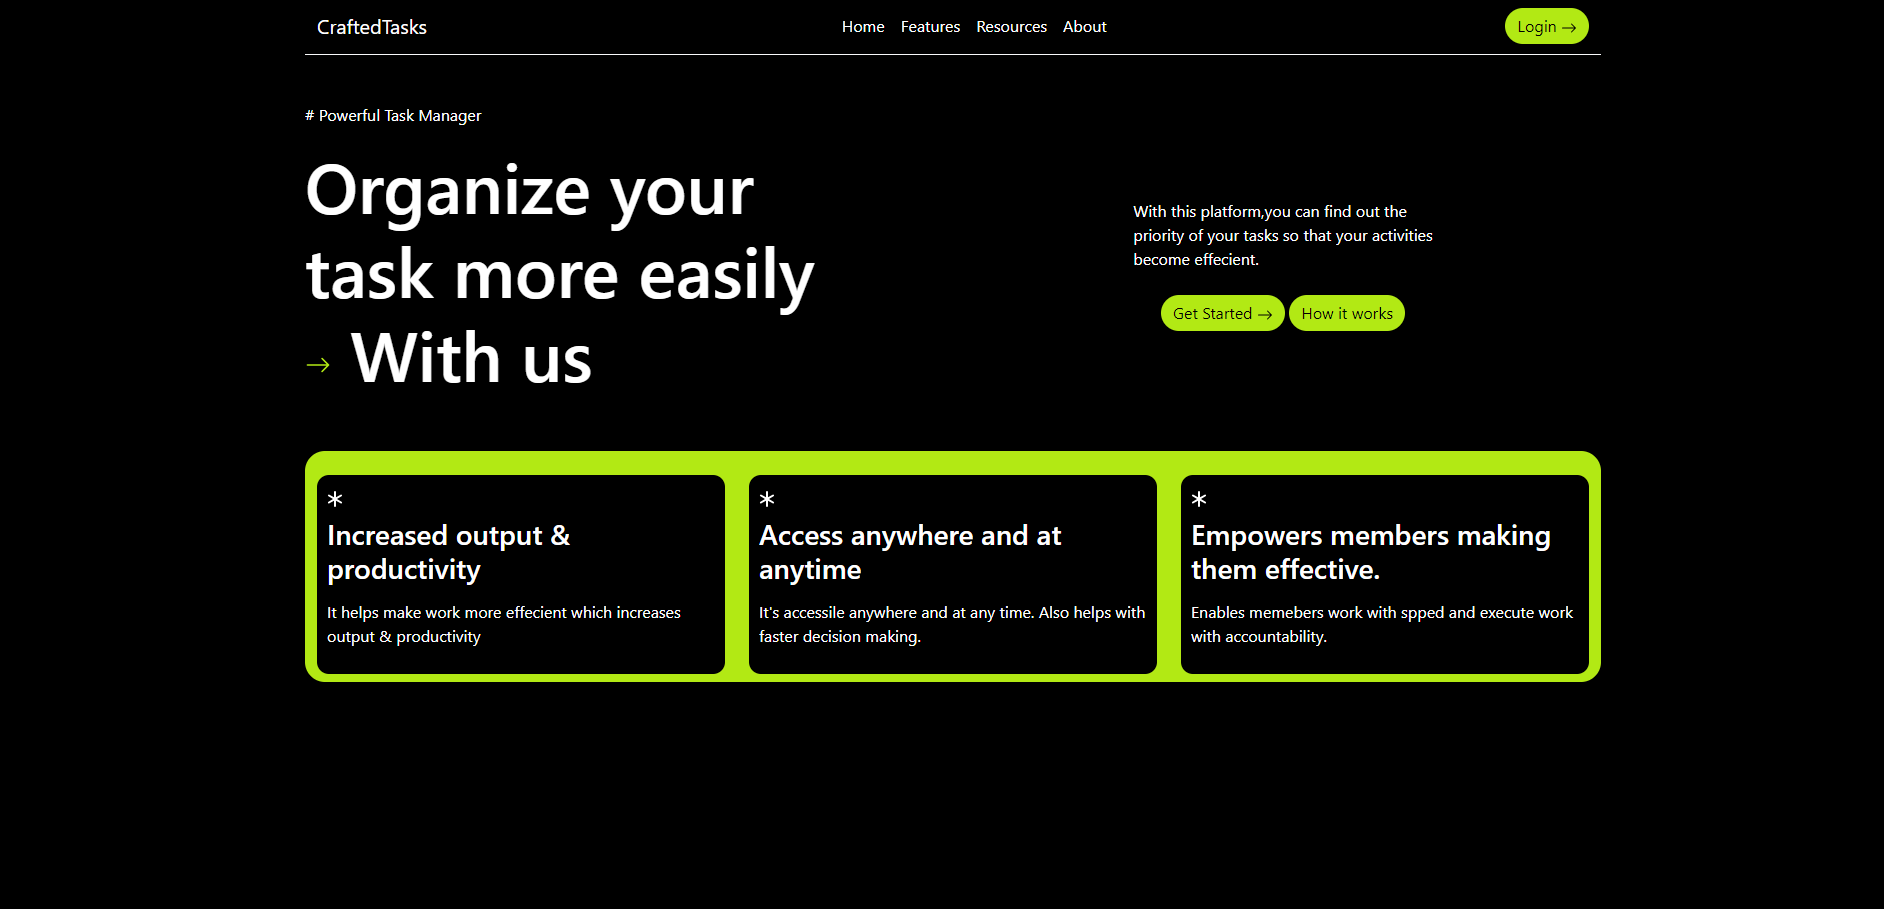 CraftedTasks
Home Features Resources About
Login →
# Powerful Task Manager
Organize your
task more easily
→ With us
With this platform,you can find out the
priority of your tasks so that your activities
become effecient.
Get Started → How it works
*
Increased output &
productivity
It helps make work more effecient which increases
output & productivity
*
Access anywhere and at
anytime
It's accessile anywhere and at any time. Also helps with
faster decision making.
*
Empowers members making
them effective.
Enables memebers work with spped and execute work
with accountability.